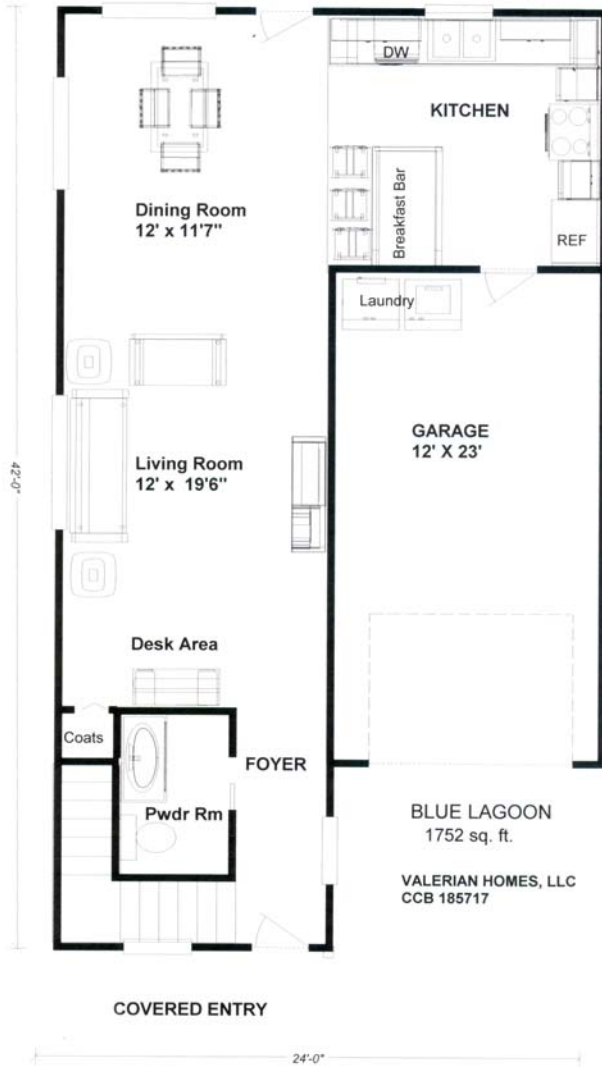 DW
KITCHEN
Breakfast Bar
REF
Dining Room
12' x 11'7"
Laundry
GARAGE
12' X 23'
Living Room
12' x 19'6"
42'-0"
Desk Area
Coats
FOYER
Pwdr Rm
BLUE LAGOON
1752 sq. ft.
VALERIAN HOMES, LLC
CCB 185717
COVERED ENTRY
24'-0"